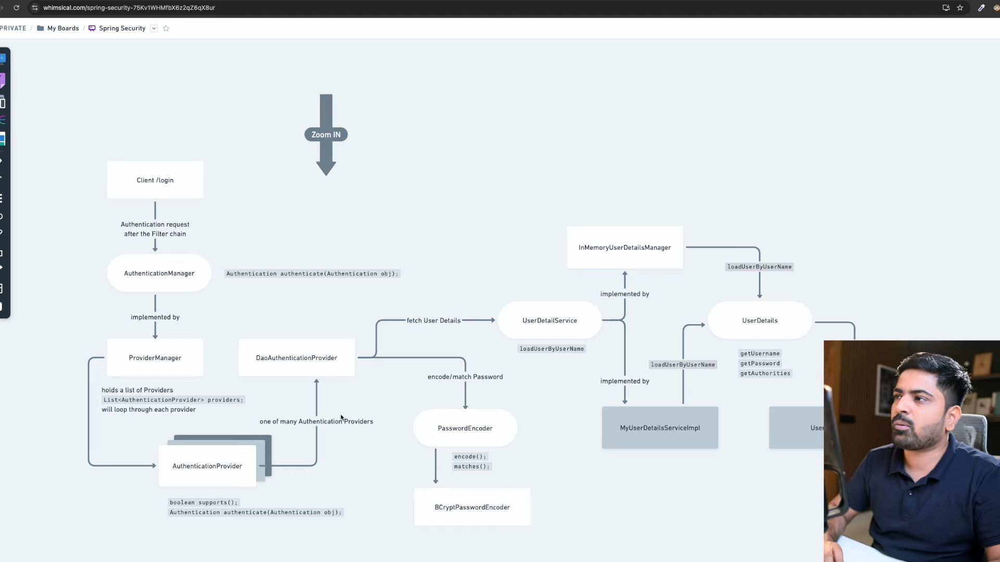 whimsical.com/spring-security-75Kv1WHMfbX6z2qZ6qX8ur
PRIVATE / My Boards / Spring Security
Zoom IN
Client /login
Authentication request
after the Filter chain
AuthenticationManager
Authentication authenticate(Authentication obj);
implemented by
ProviderManager
holds a list of Providers
List<AuthenticationProvider> providers;
will loop through each provider
AuthenticationProvider
boolean supports();
Authentication authenticate(Authentication obj);
one of many Authentication Providers
DaoAuthenticationProvider
fetch User Details
encode/match Password
PasswordEncoder
encode();
matches();
BCryptPasswordEncoder
UserDetailService
loadUserByUserName
implemented by
InMemoryUserDetailsManager
loadUserByUserName
implemented by
MyUserDetailsServiceImpl
loadUserByUserName
UserDetails
getUsername
getPassword
getAuthorities
User